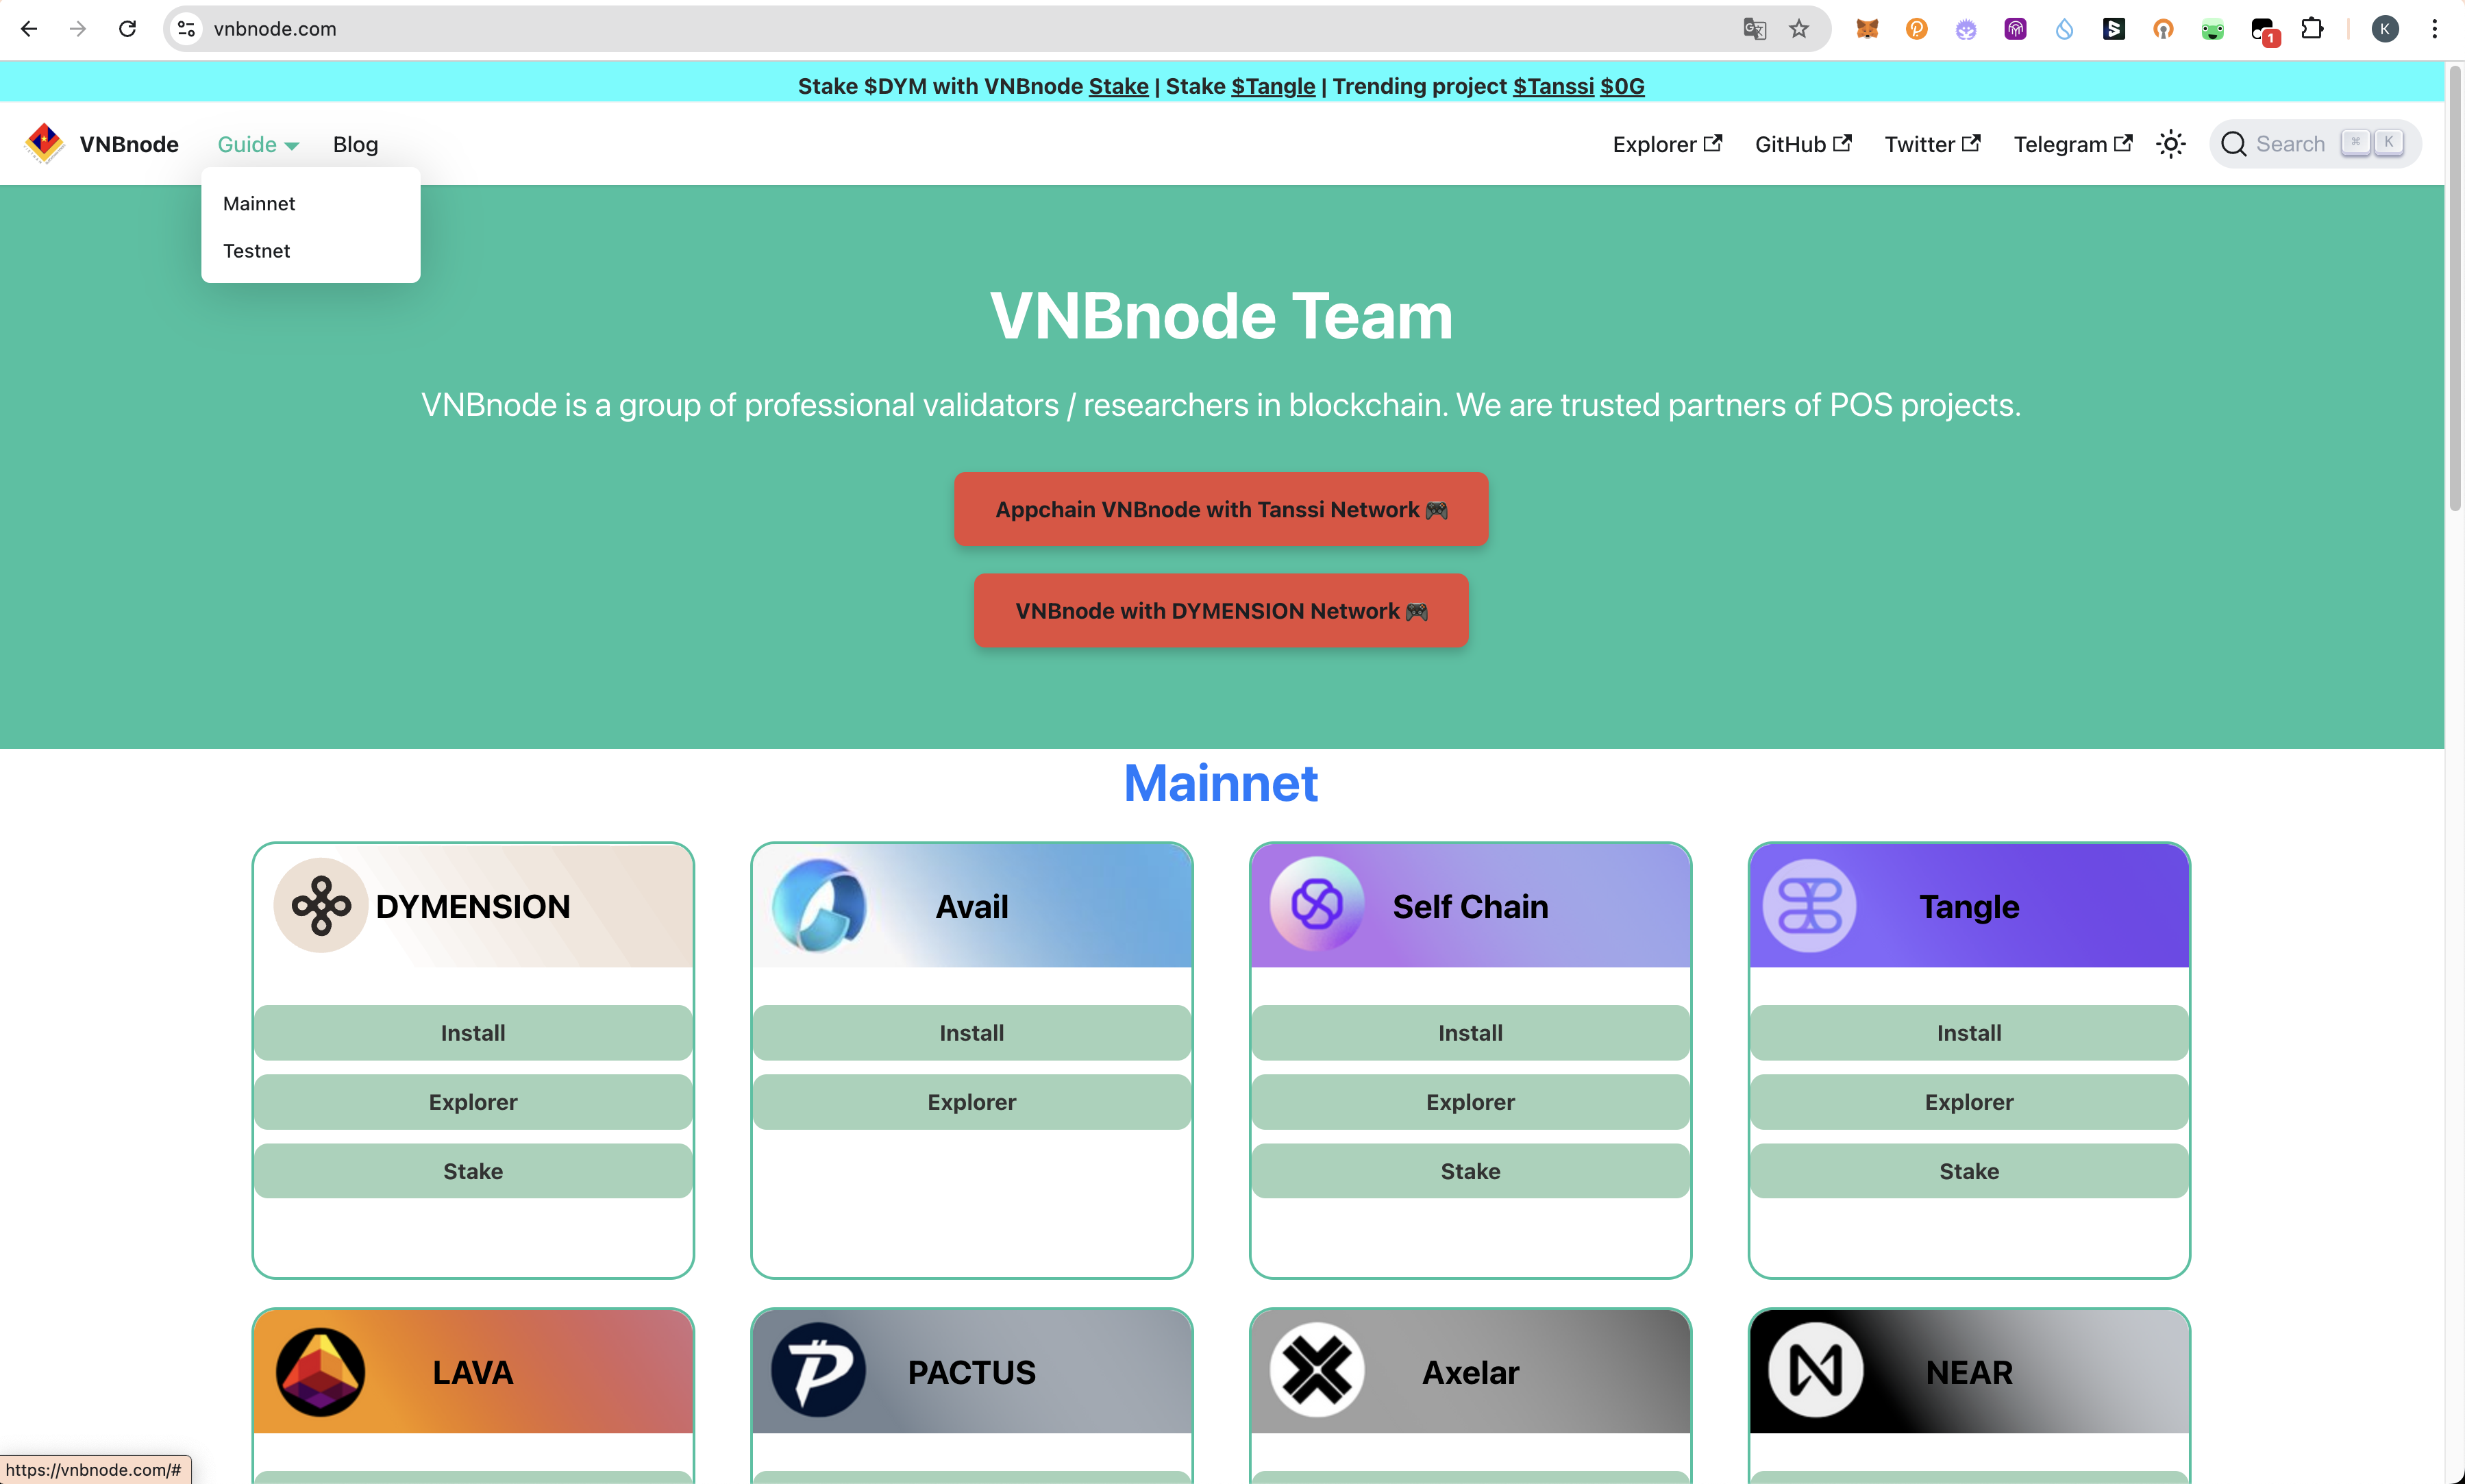 vnbnode.com
1
K
Stake $DYM with VNBnode Stake | Stake $Tangle | Trending project $Tanssi $0G
VNBnode Guide Blog Explorer GitHub Twitter Telegram Search ⌘ K
Mainnet
Testnet
VNBnode Team
VNBnode is a group of professional validators / researchers in blockchain. We are trusted partners of POS projects.
Appchain VNBnode with Tanssi Network 🎮
VNBnode with DYMENSION Network 🎮
Mainnet
DYMENSION Avail Self Chain Tangle
Install Install Install Install
Explorer Explorer Explorer Explorer
Stake Stake Stake
LAVA PACTUS Axelar NEAR
https://vnbnode.com/#